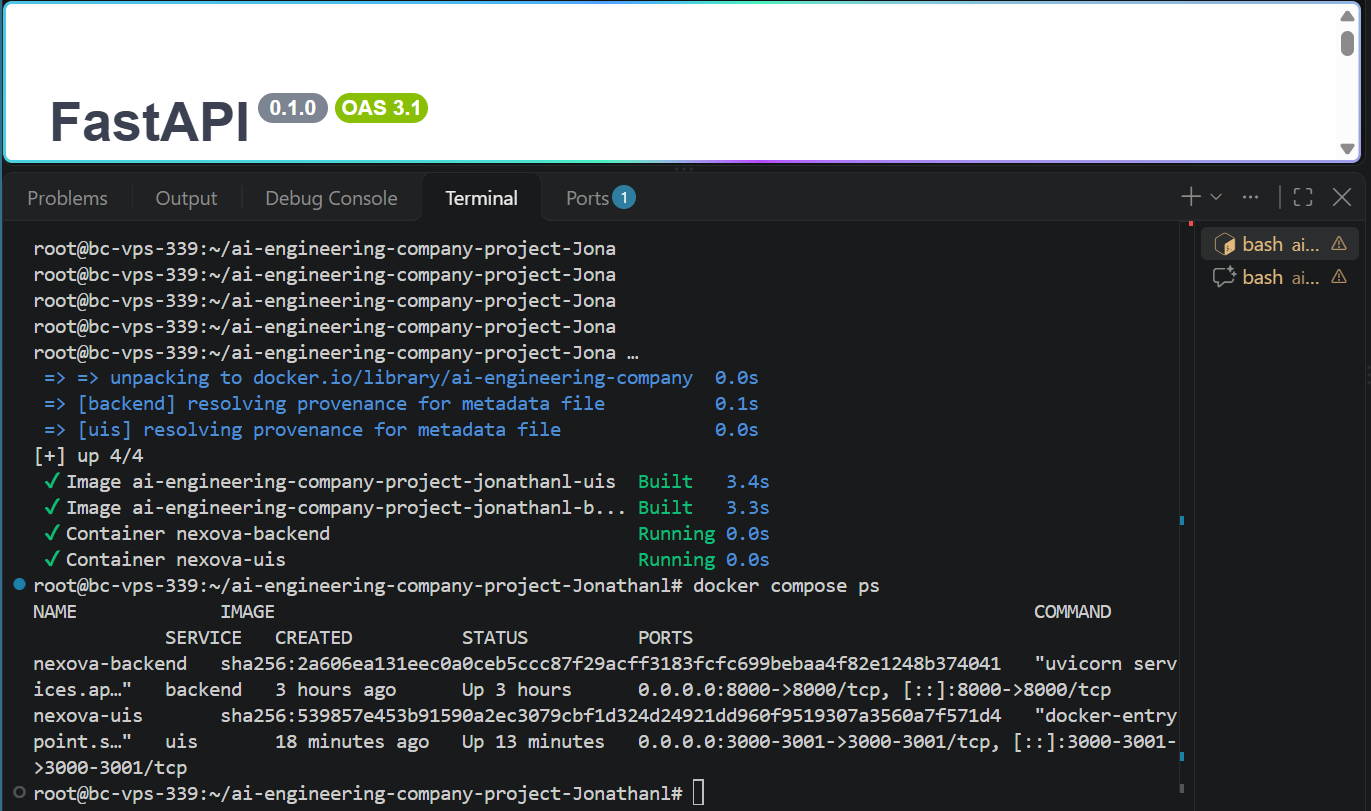 FastAPI 0.1.0 OAS 3.1
Problems Output Debug Console Terminal Ports 1
root@bc-vps-339:~/ai-engineering-company-project-Jona
root@bc-vps-339:~/ai-engineering-company-project-Jona
root@bc-vps-339:~/ai-engineering-company-project-Jona
root@bc-vps-339:~/ai-engineering-company-project-Jona
root@bc-vps-339:~/ai-engineering-company-project-Jona …
=> => unpacking to docker.io/library/ai-engineering-company 0.0s
=> [backend] resolving provenance for metadata file 0.1s
=> [uis] resolving provenance for metadata file 0.0s
[+] up 4/4
✓ Image ai-engineering-company-project-jonathanl-uis Built 3.4s
✓ Image ai-engineering-company-project-jonathanl-b... Built 3.3s
✓ Container nexova-backend Running 0.0s
✓ Container nexova-uis Running 0.0s
root@bc-vps-339:~/ai-engineering-company-project-Jonathanl# docker compose ps
NAME IMAGE COMMAND
SERVICE CREATED STATUS PORTS
nexova-backend sha256:2a606ea131eec0a0ceb5ccc87f29acff3183fcfc699bebaa4f82e1248b374041 "uvicorn serv
ices.ap…" backend 3 hours ago Up 3 hours 0.0.0.0:8000->8000/tcp, [::]:8000->8000/tcp
nexova-uis sha256:539857e453b91590a2ec3079cbf1d324d24921dd960f9519307a3560a7f571d4 "docker-entry
point.s…" uis 18 minutes ago Up 13 minutes 0.0.0.0:3000-3001->3000-3001/tcp, [::]:3000-3001-
>3000-3001/tcp
root@bc-vps-339:~/ai-engineering-company-project-Jonathanl#
bash ai...
bash ai...